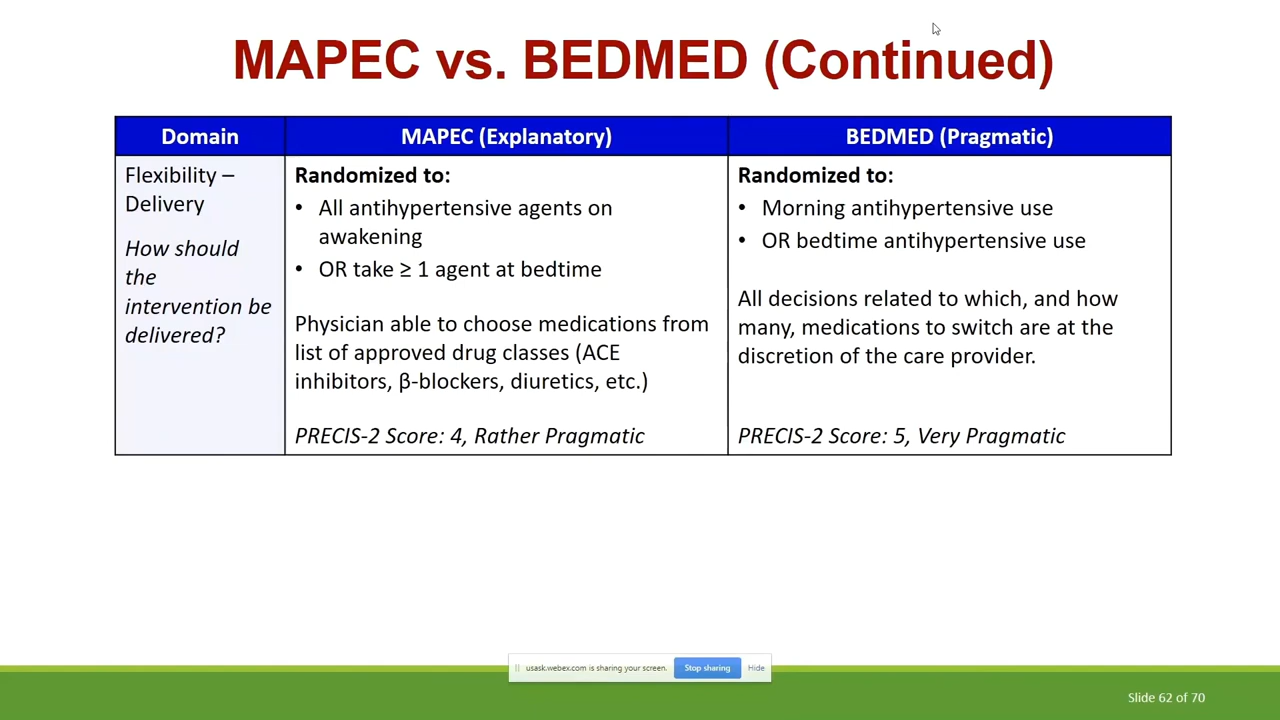 MAPEC vs. BEDMED (Continued)
Domain
MAPEC (Explanatory)
BEDMED (Pragmatic)
Flexibility –
Delivery
How should
the
intervention be
delivered?
Randomized to:
• All antihypertensive agents on
awakening
• OR take ≥ 1 agent at bedtime
Physician able to choose medications from
list of approved drug classes (ACE
inhibitors, β-blockers, diuretics, etc.)
PRECIS-2 Score: 4, Rather Pragmatic
Randomized to:
• Morning antihypertensive use
• OR bedtime antihypertensive use
All decisions related to which, and how
many, medications to switch are at the
discretion of the care provider.
PRECIS-2 Score: 5, Very Pragmatic
usask.webex.com is sharing your screen.
Stop sharing
Hide
Slide 62 of 70